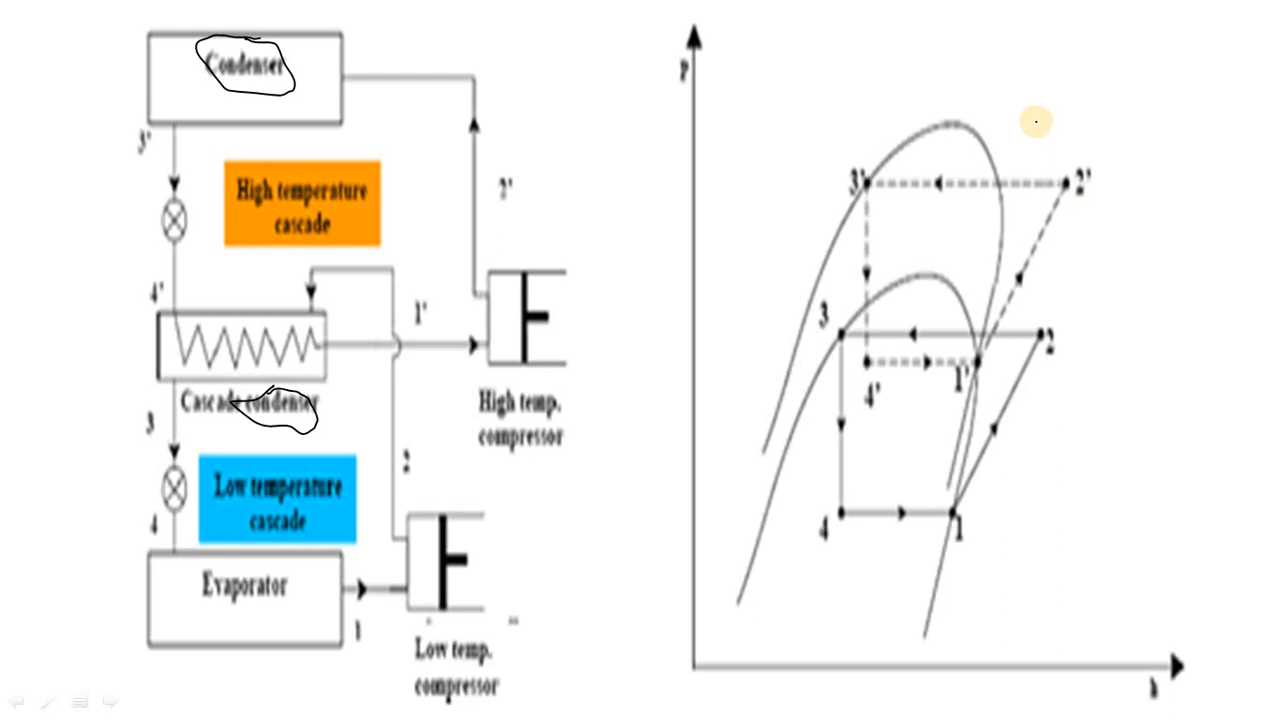 Condenser
3'
High temperature
cascade
2'
4'
1'
Cascade condenser
High temp.
compressor
3
2
Low temperature
cascade
4
Evaporator
1
Low temp.
compressor
P
3'
2'
3
2
4'
1'
4
1
h